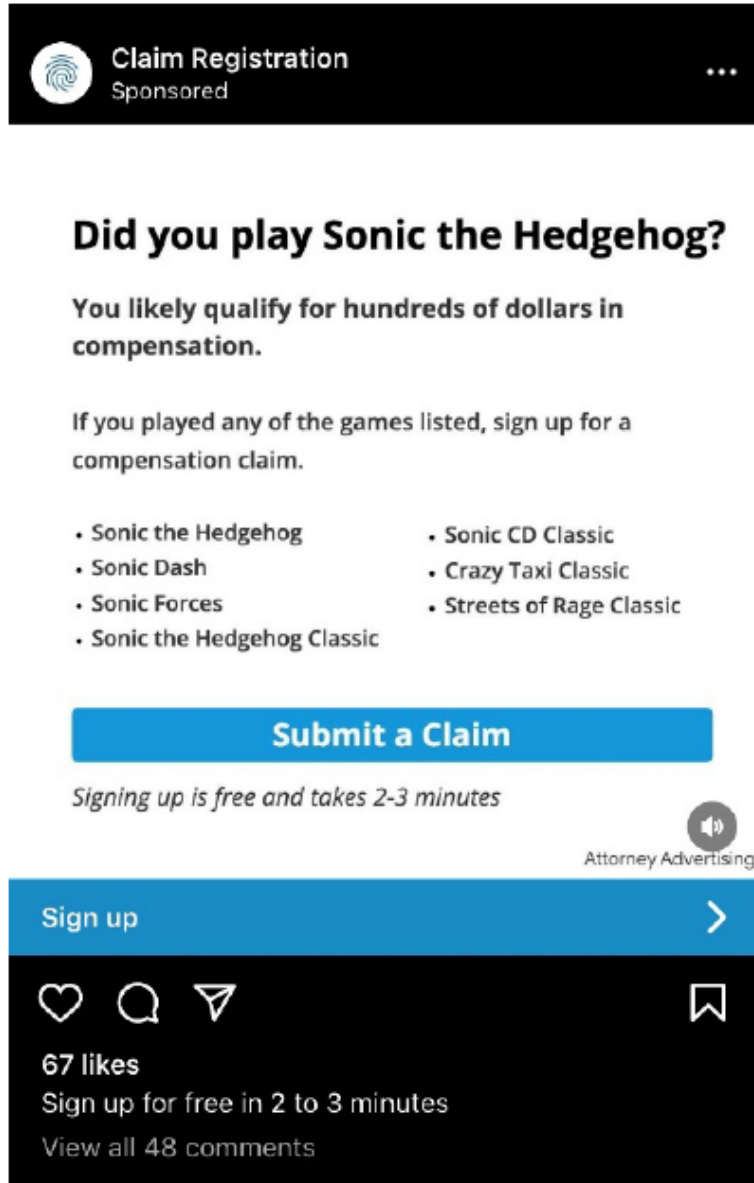 Claim Registration
Sponsored
Did you play Sonic the Hedgehog?
You likely qualify for hundreds of dollars in
compensation.
If you played any of the games listed, sign up for a
compensation claim.
• Sonic the Hedgehog
• Sonic Dash
• Sonic Forces
• Sonic the Hedgehog Classic
• Sonic CD Classic
• Crazy Taxi Classic
• Streets of Rage Classic
Submit a Claim
Signing up is free and takes 2-3 minutes
Attorney Advertising
Sign up
67 likes
Sign up for free in 2 to 3 minutes
View all 48 comments